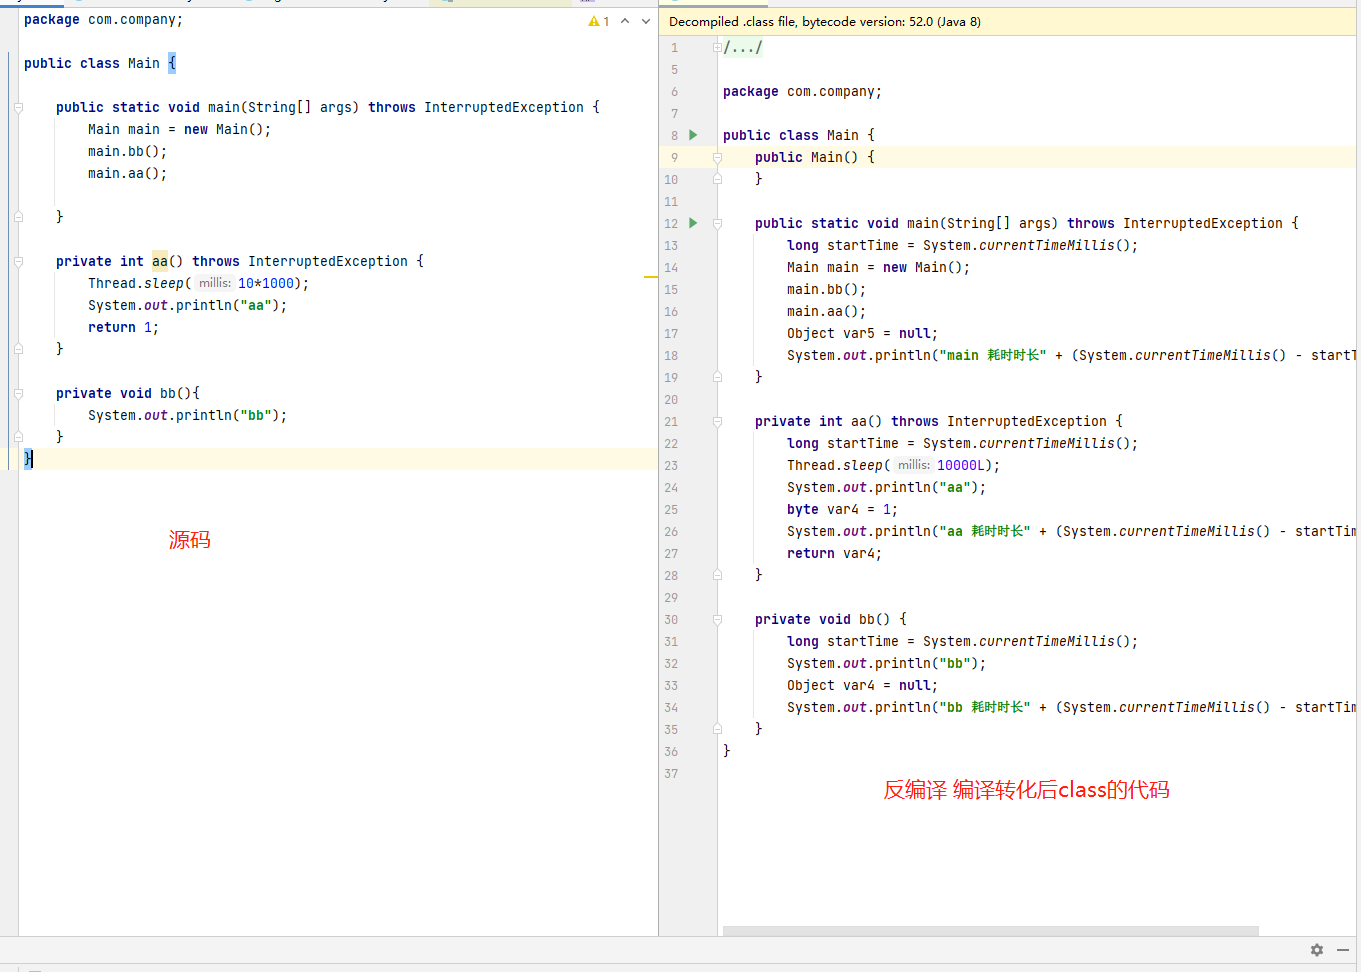 package com.company;
1
public class Main {
public static void main(String[] args) throws InterruptedException {
Main main = new Main();
main.bb();
main.aa();
}
private int aa() throws InterruptedException {
Thread.sleep( millis: 10*1000);
System.out.println("aa");
return 1;
}
private void bb(){
System.out.println("bb");
}
}
源码
Decompiled .class file, bytecode version: 52.0 (Java 8)
1 /.../
5
6 package com.company;
7
8 public class Main {
9 public Main() {
10 }
11
12 public static void main(String[] args) throws InterruptedException {
13 long startTime = System.currentTimeMillis();
14 Main main = new Main();
15 main.bb();
16 main.aa();
17 Object var5 = null;
18 System.out.println("main 耗时时长" + (System.currentTimeMillis() - startT
19 }
20
21 private int aa() throws InterruptedException {
22 long startTime = System.currentTimeMillis();
23 Thread.sleep( millis: 10000L);
24 System.out.println("aa");
25 byte var4 = 1;
26 System.out.println("aa 耗时时长" + (System.currentTimeMillis() - startTim
27 return var4;
28 }
29
30 private void bb() {
31 long startTime = System.currentTimeMillis();
32 System.out.println("bb");
33 Object var4 = null;
34 System.out.println("bb 耗时时长" + (System.currentTimeMillis() - startTim
35 }
36 }
37
反编译 编译转化后class的代码